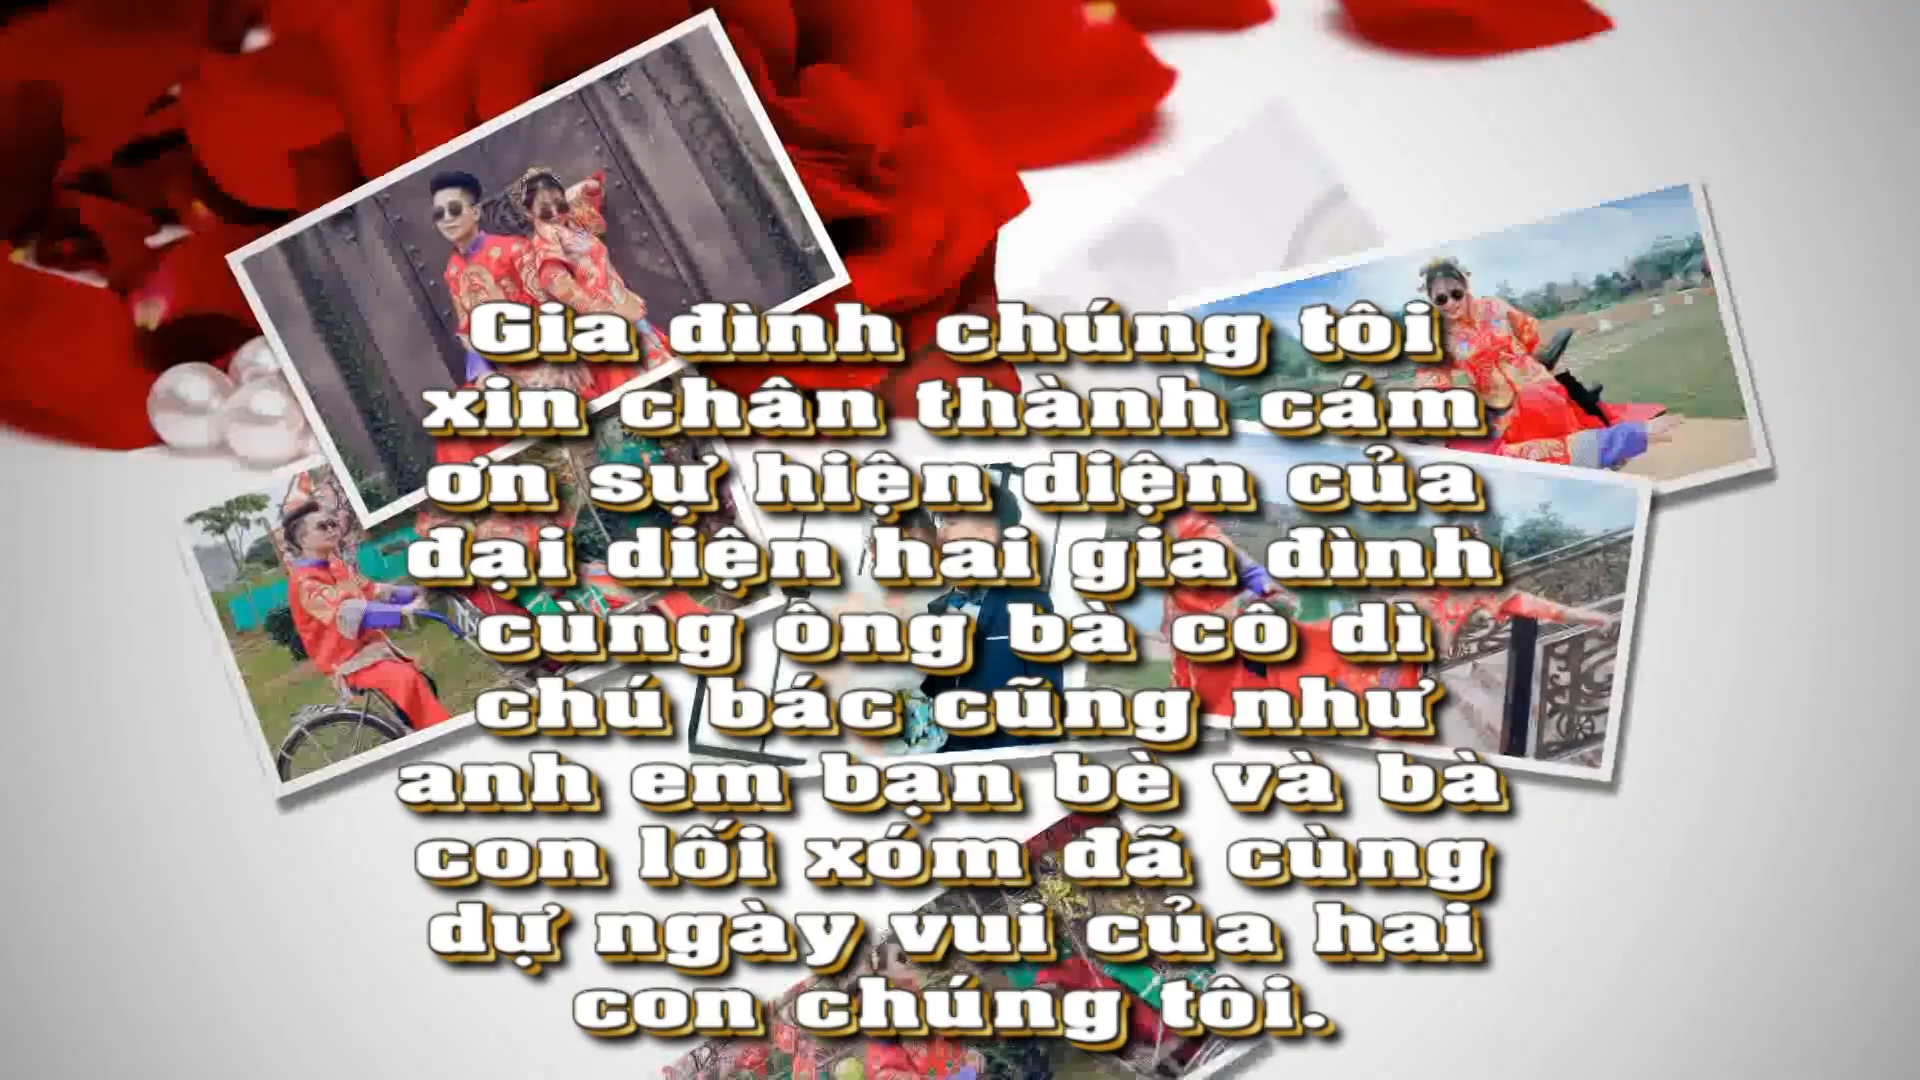 Gia đình chúng tôi
xin chân thành cám
ơn sự hiện diện của
đại diện hai gia đình
cùng ông bà cô dì
chú bác cũng như
anh em bạn bè và bà
con lối xóm đã cùng
dự ngày vui của hai
con chúng tôi.